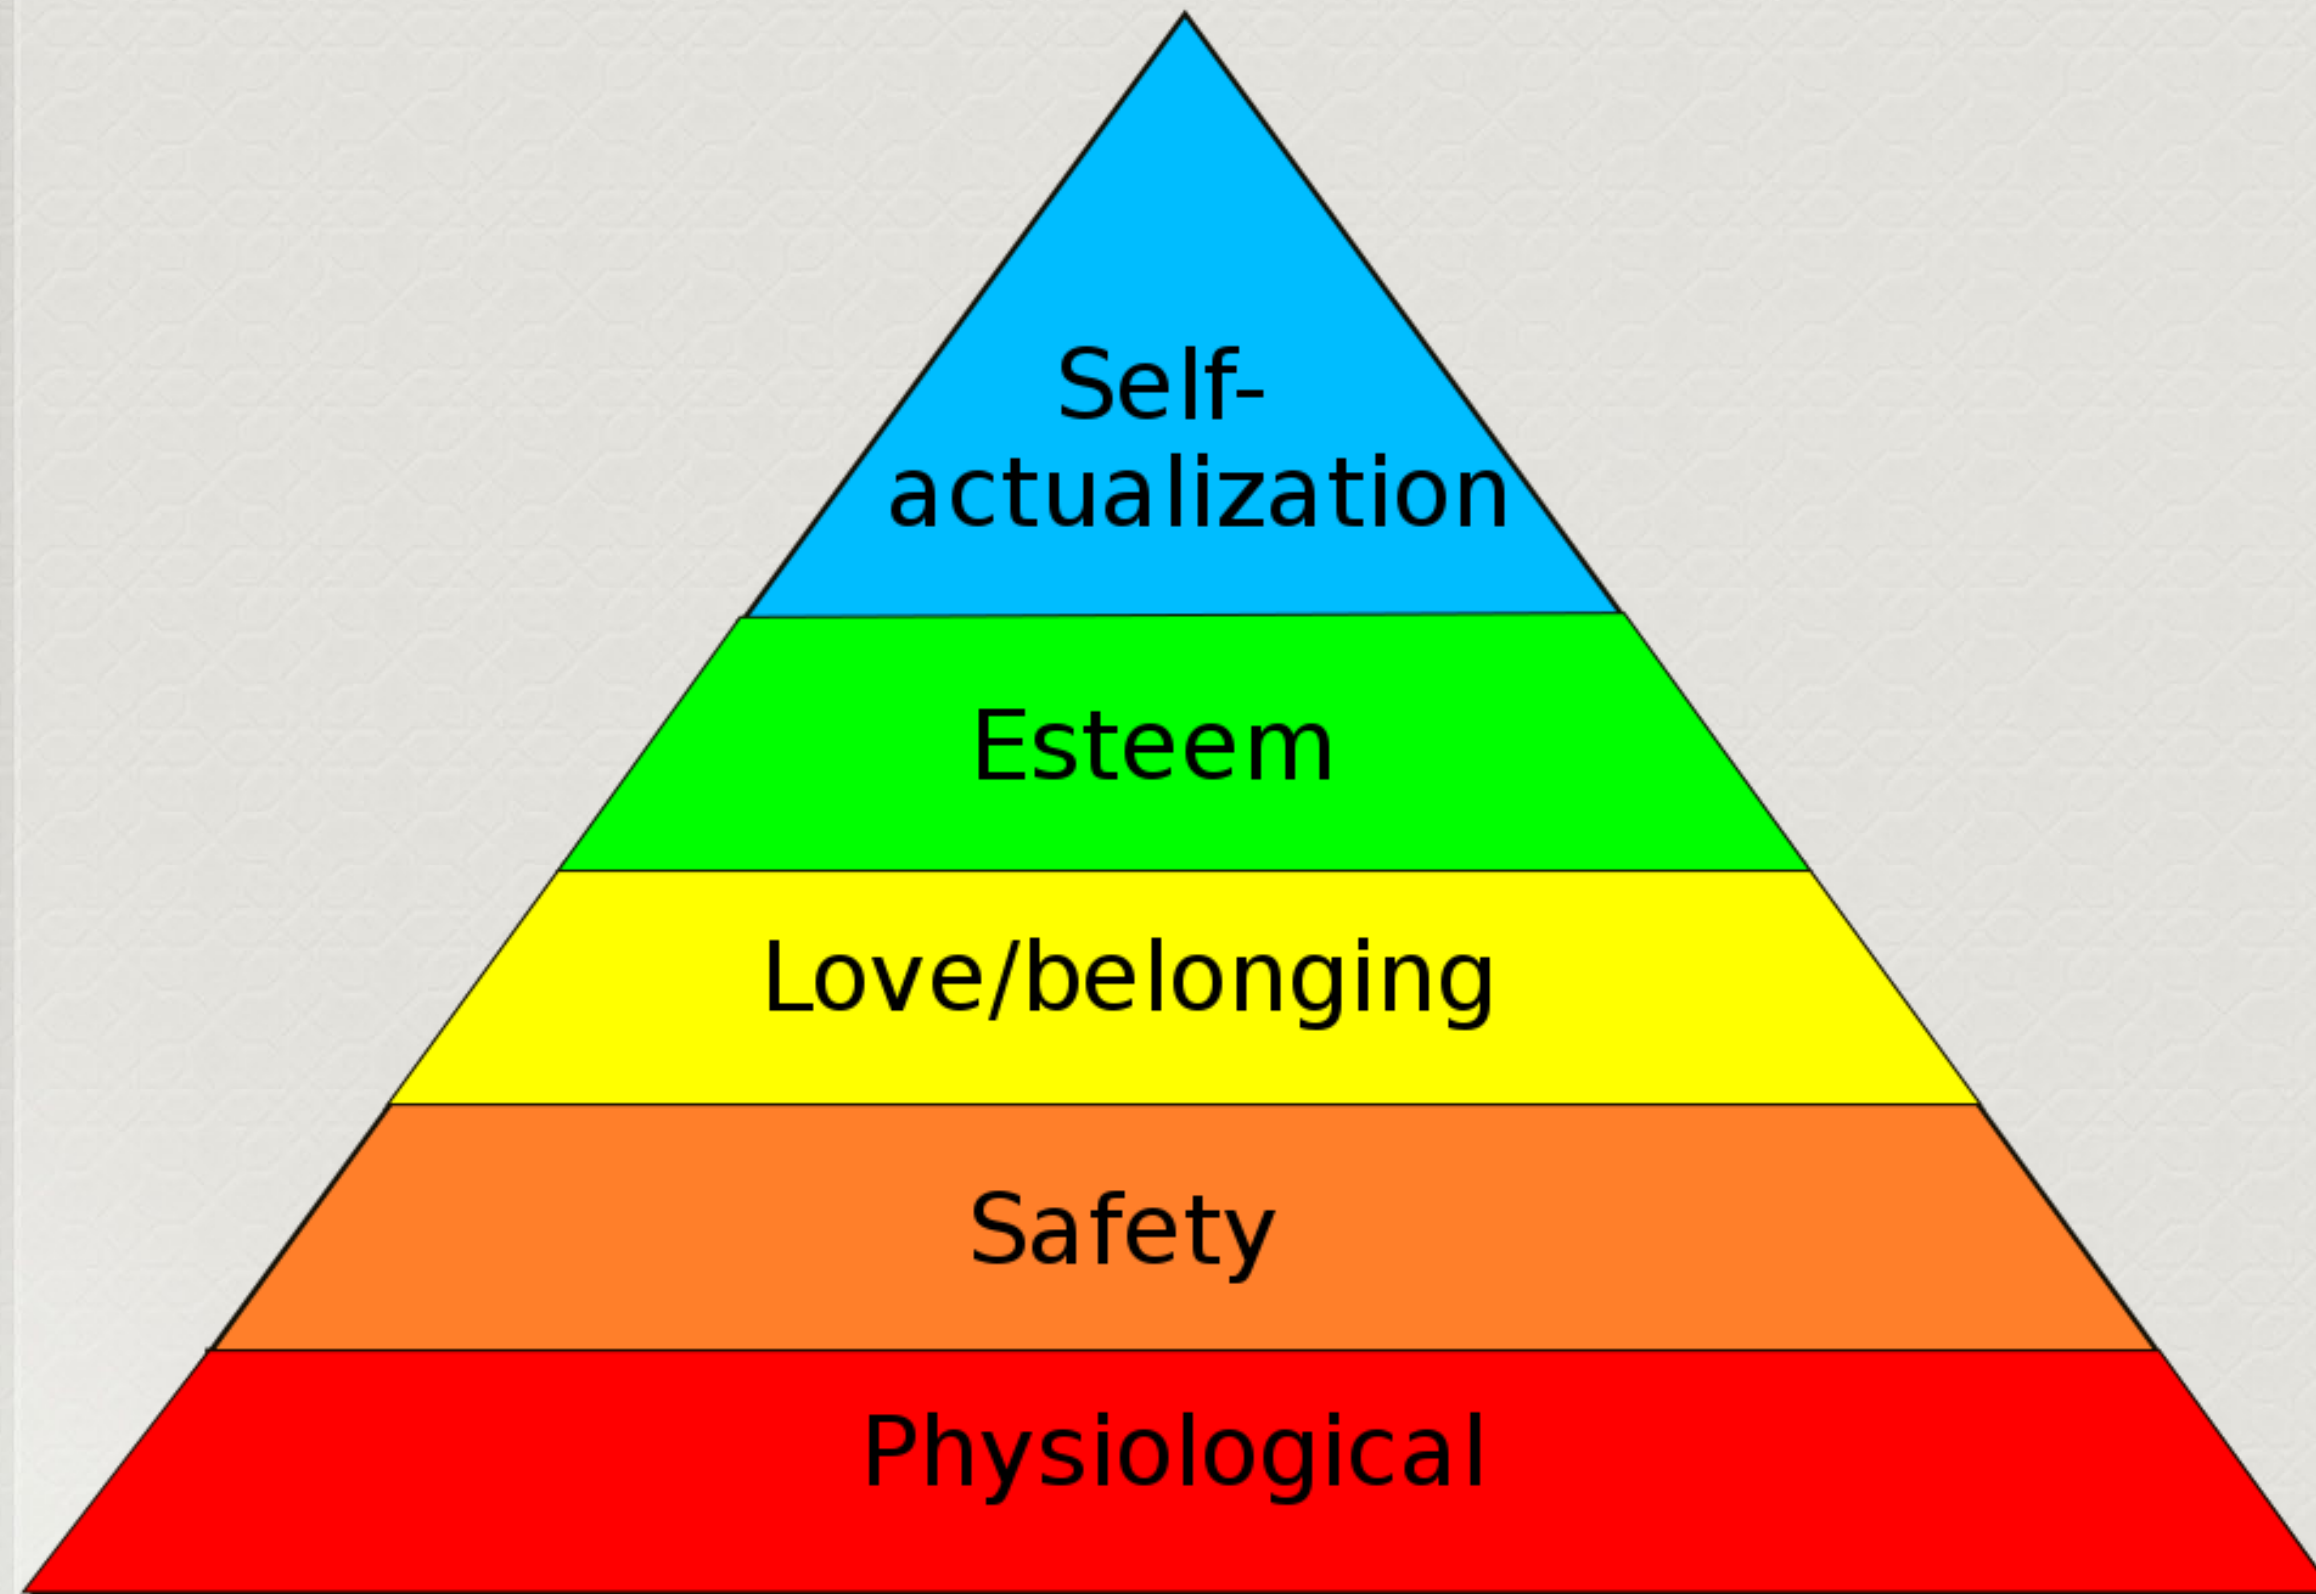 Self-
actualization
Esteem
Love/belonging
Safety
Physiological